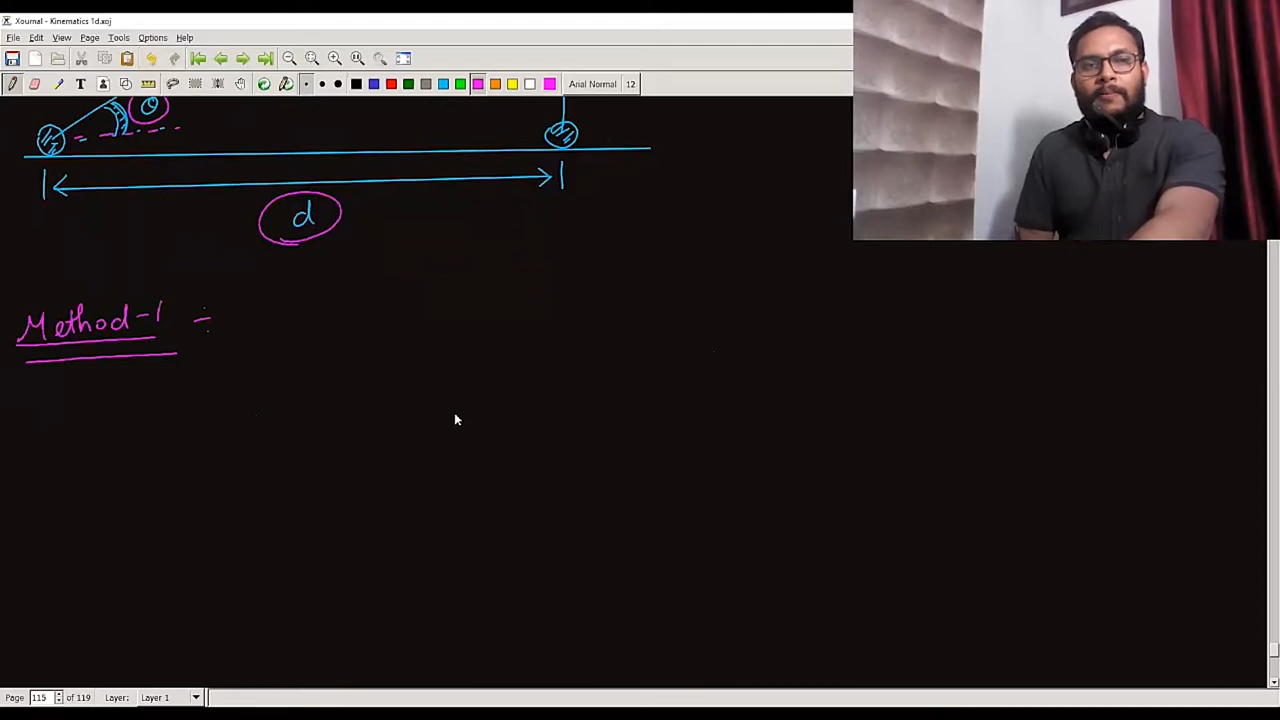 Xournal - Kinematics 1d.xoj
File Edit View Page Tools Options Help
T Arial Normal 12
θ
d
Method-1 ÷
Page 115 of 119 Layer: Layer 1